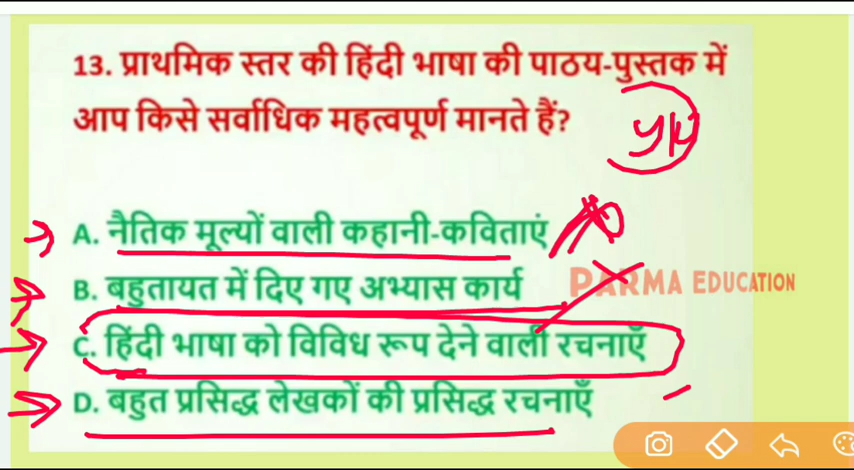 13. प्राथमिक स्तर की हिंदी भाषा की पाठय-पुस्तक में
आप किसे सर्वाधिक महत्वपूर्ण मानते हैं?
A. नैतिक मूल्यों वाली कहानी-कविताएं
B. बहुतायत में दिए गए अभ्यास कार्य
PARMA EDUCATION
C. हिंदी भाषा को विविध रूप देने वाली रचनाएँ
D. बहुत प्रसिद्ध लेखकों की प्रसिद्ध रचनाएँ